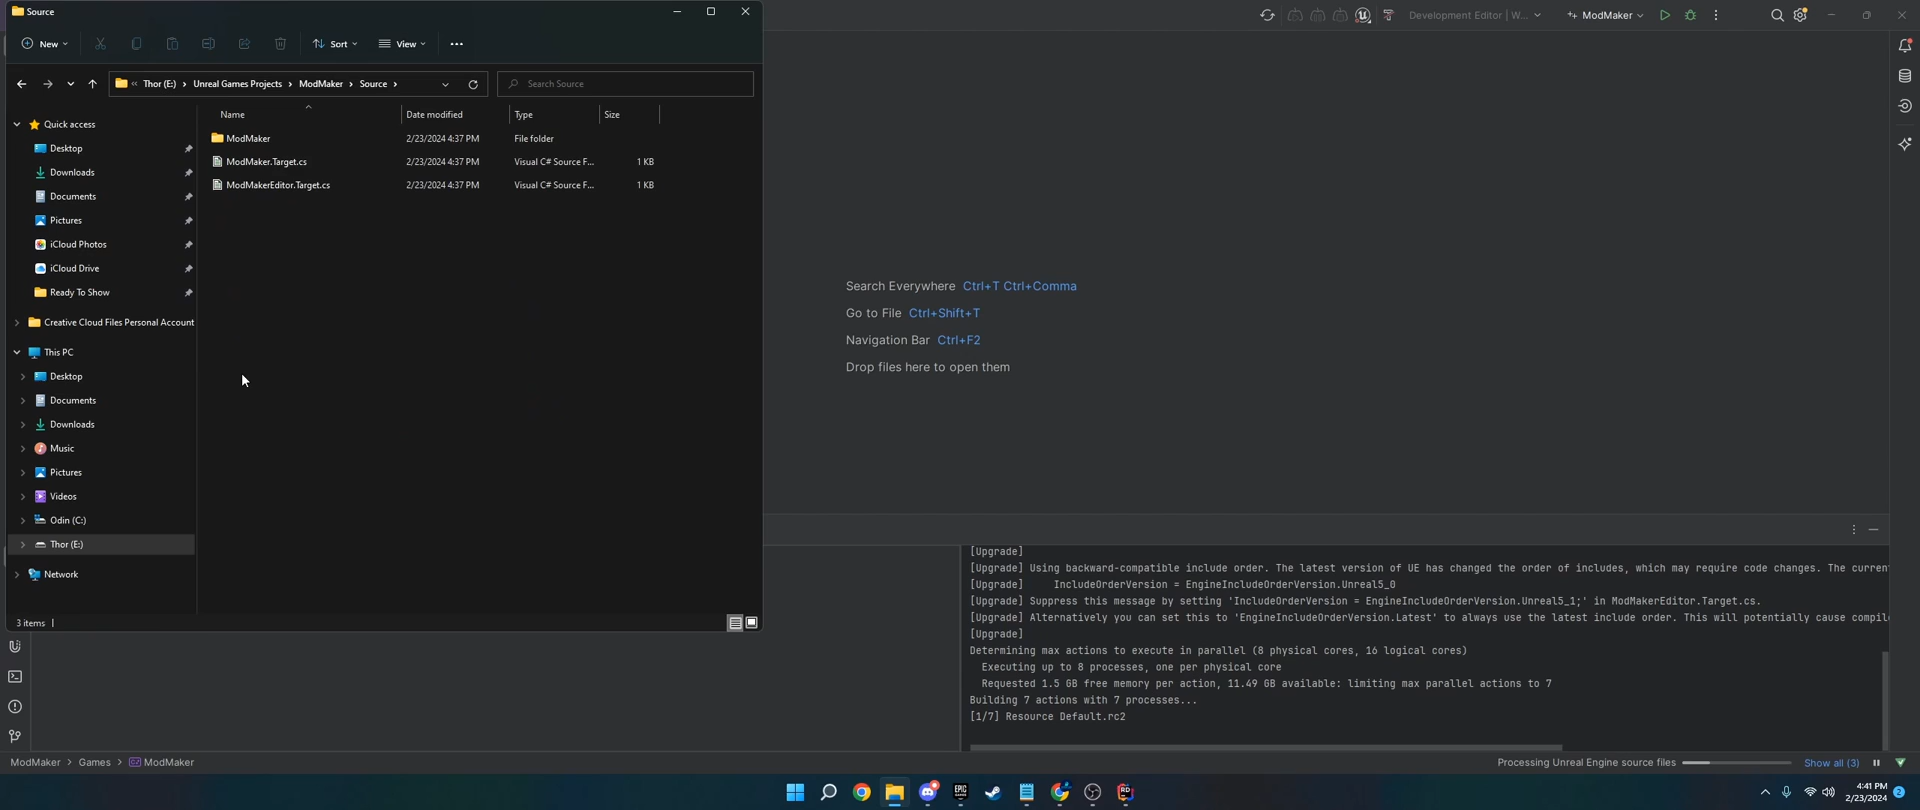 Source
New
Sort
View
Thor (E:) > Unreal Games Projects > ModMaker > Source >
Search Source
Name
Date modified
Type
Size
ModMaker
2/23/2024 4:37 PM
File folder
ModMaker.Target.cs
2/23/2024 4:37 PM
Visual C# Source F...
1 KB
ModMakerEditor.Target.cs
2/23/2024 4:37 PM
Visual C# Source F...
1 KB
Quick access
Desktop
Downloads
Documents
Pictures
iCloud Photos
iCloud Drive
Ready To Show
Creative Cloud Files Personal Account
This PC
Desktop
Documents
Downloads
Music
Pictures
Videos
Odin (C:)
Thor (E:)
Network
3 items
Development Editor | W...
ModMaker
Search Everywhere Ctrl+T Ctrl+Comma
Go to File Ctrl+Shift+T
Navigation Bar Ctrl+F2
Drop files here to open them
[Upgrade]
[Upgrade] Using backward-compatible include order. The latest version of UE has changed the order of includes, which may require code changes. The current
[Upgrade] IncludeOrderVersion = EngineIncludeOrderVersion.Unreal5_0
[Upgrade] Suppress this message by setting 'IncludeOrderVersion = EngineIncludeOrderVersion.Unreal5_1;' in ModMakerEditor.Target.cs.
[Upgrade] Alternatively you can set this to 'EngineIncludeOrderVersion.Latest' to always use the latest include order. This will potentially cause compil
[Upgrade]
Determining max actions to execute in parallel (8 physical cores, 16 logical cores)
Executing up to 8 processes, one per physical core
Requested 1.5 GB free memory per action, 11.49 GB available: limiting max parallel actions to 7
Building 7 actions with 7 processes...
[1/7] Resource Default.rc2
ModMaker > Games > ModMaker
Processing Unreal Engine source files
Show all (3)
EPIC
RD
4:41 PM
2/23/2024
2